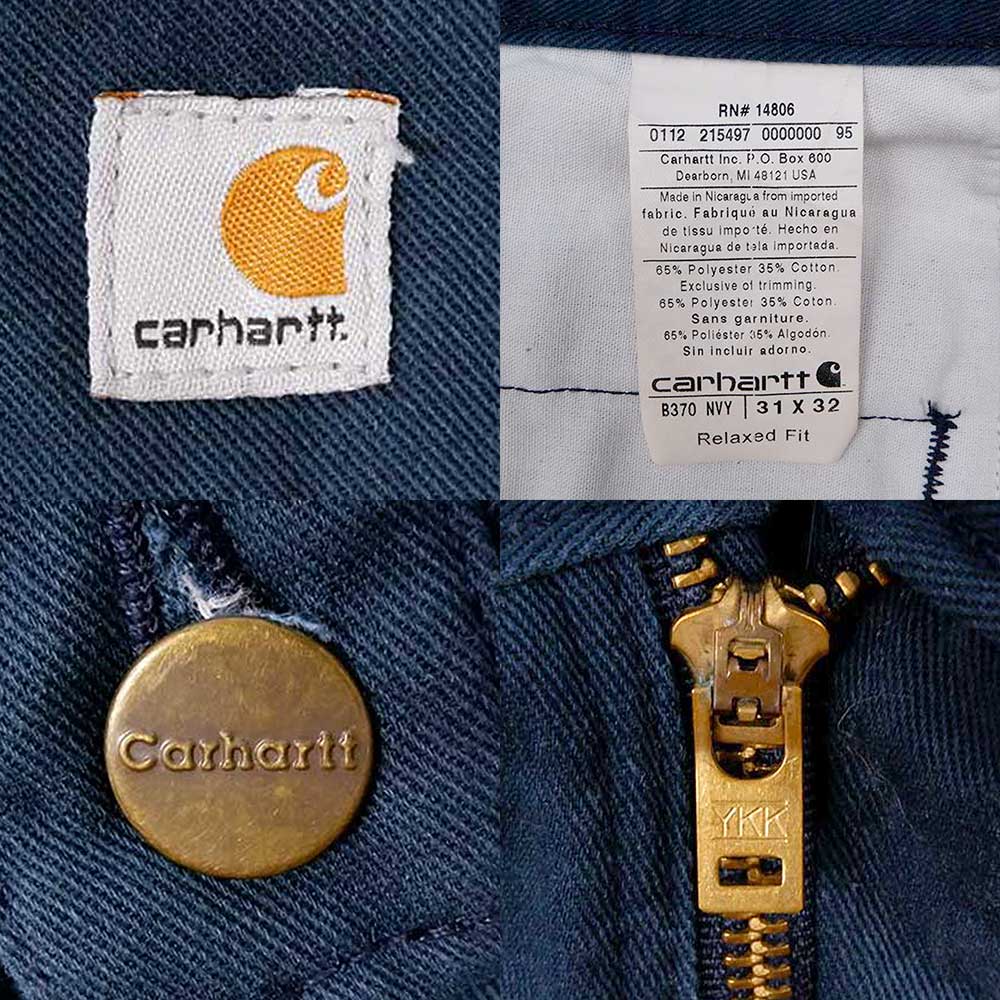 carhartt.
RN# 14806
0112 215497 0000000 95
Carhartt Inc. P.O. Box 600
Dearborn, MI 48121 USA
Made in Nicaragua from imported
fabric. Fabriqué au Nicaragua
de tissu importé. Hecho en
Nicaragua de tela importada.
65% Polyester 35% Cotton.
Exclusive of trimming.
65% Polyester 35% Coton.
Sans garniture.
65% Poliéster 35% Algodón.
Sin incluir adorno.
carhartt
B370 NVY | 31 X 32
Relaxed Fit
Carhartt
YKK